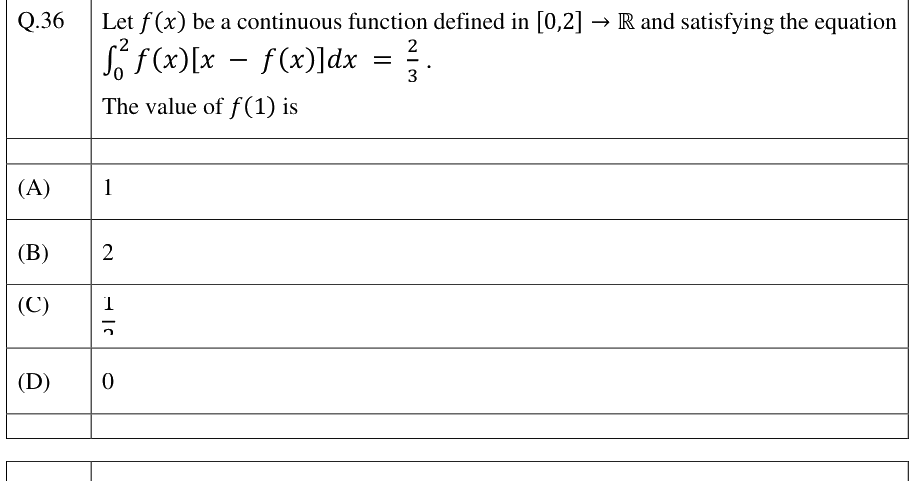 Q.36 Let f(x) be a continuous function defined in [0,2] → ℝ and satisfying the equation
∫₀² f(x)[x − f(x)]dx = 2/3 .
The value of f(1) is
(A) 1
(B) 2
(C) 1
(D) 0